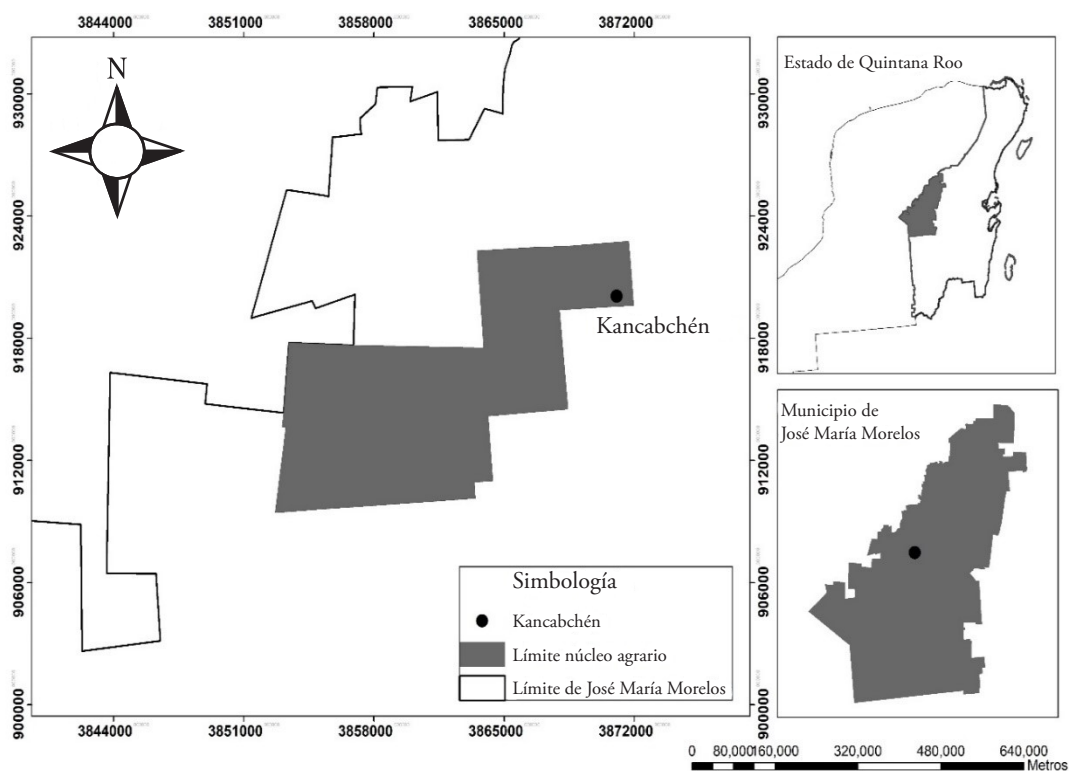 3844000 3851000 3858000 3865000 3872000
N
930000
924000
918000
912000
906000
900000
Kancabchén
Simbología
Kancabchén
Límite núcleo agrario
Límite de José María Morelos
3844000 3851000 3858000 3865000 3872000
930000
924000
918000
912000
906000
900000
Estado de Quintana Roo
Municipio de
José María Morelos
0 80,000 160,000 320,000 480,000 640,000
Metros